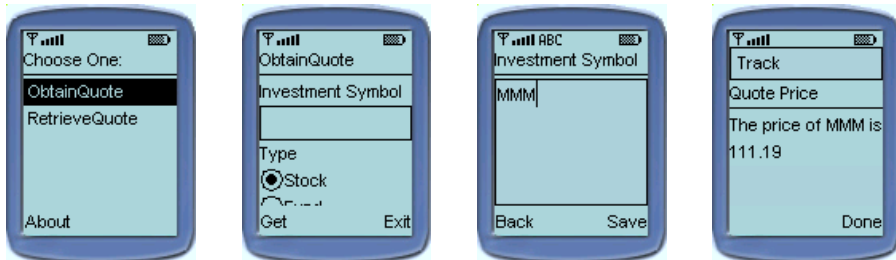 Choose One:
ObtainQuote
RetrieveQuote
About
ObtainQuote
Investment Symbol
Type
Stock
Get Exit
ABC
Investment Symbol
MMM
Back Save
Track
Quote Price
The price of MMM is
111.19
Done